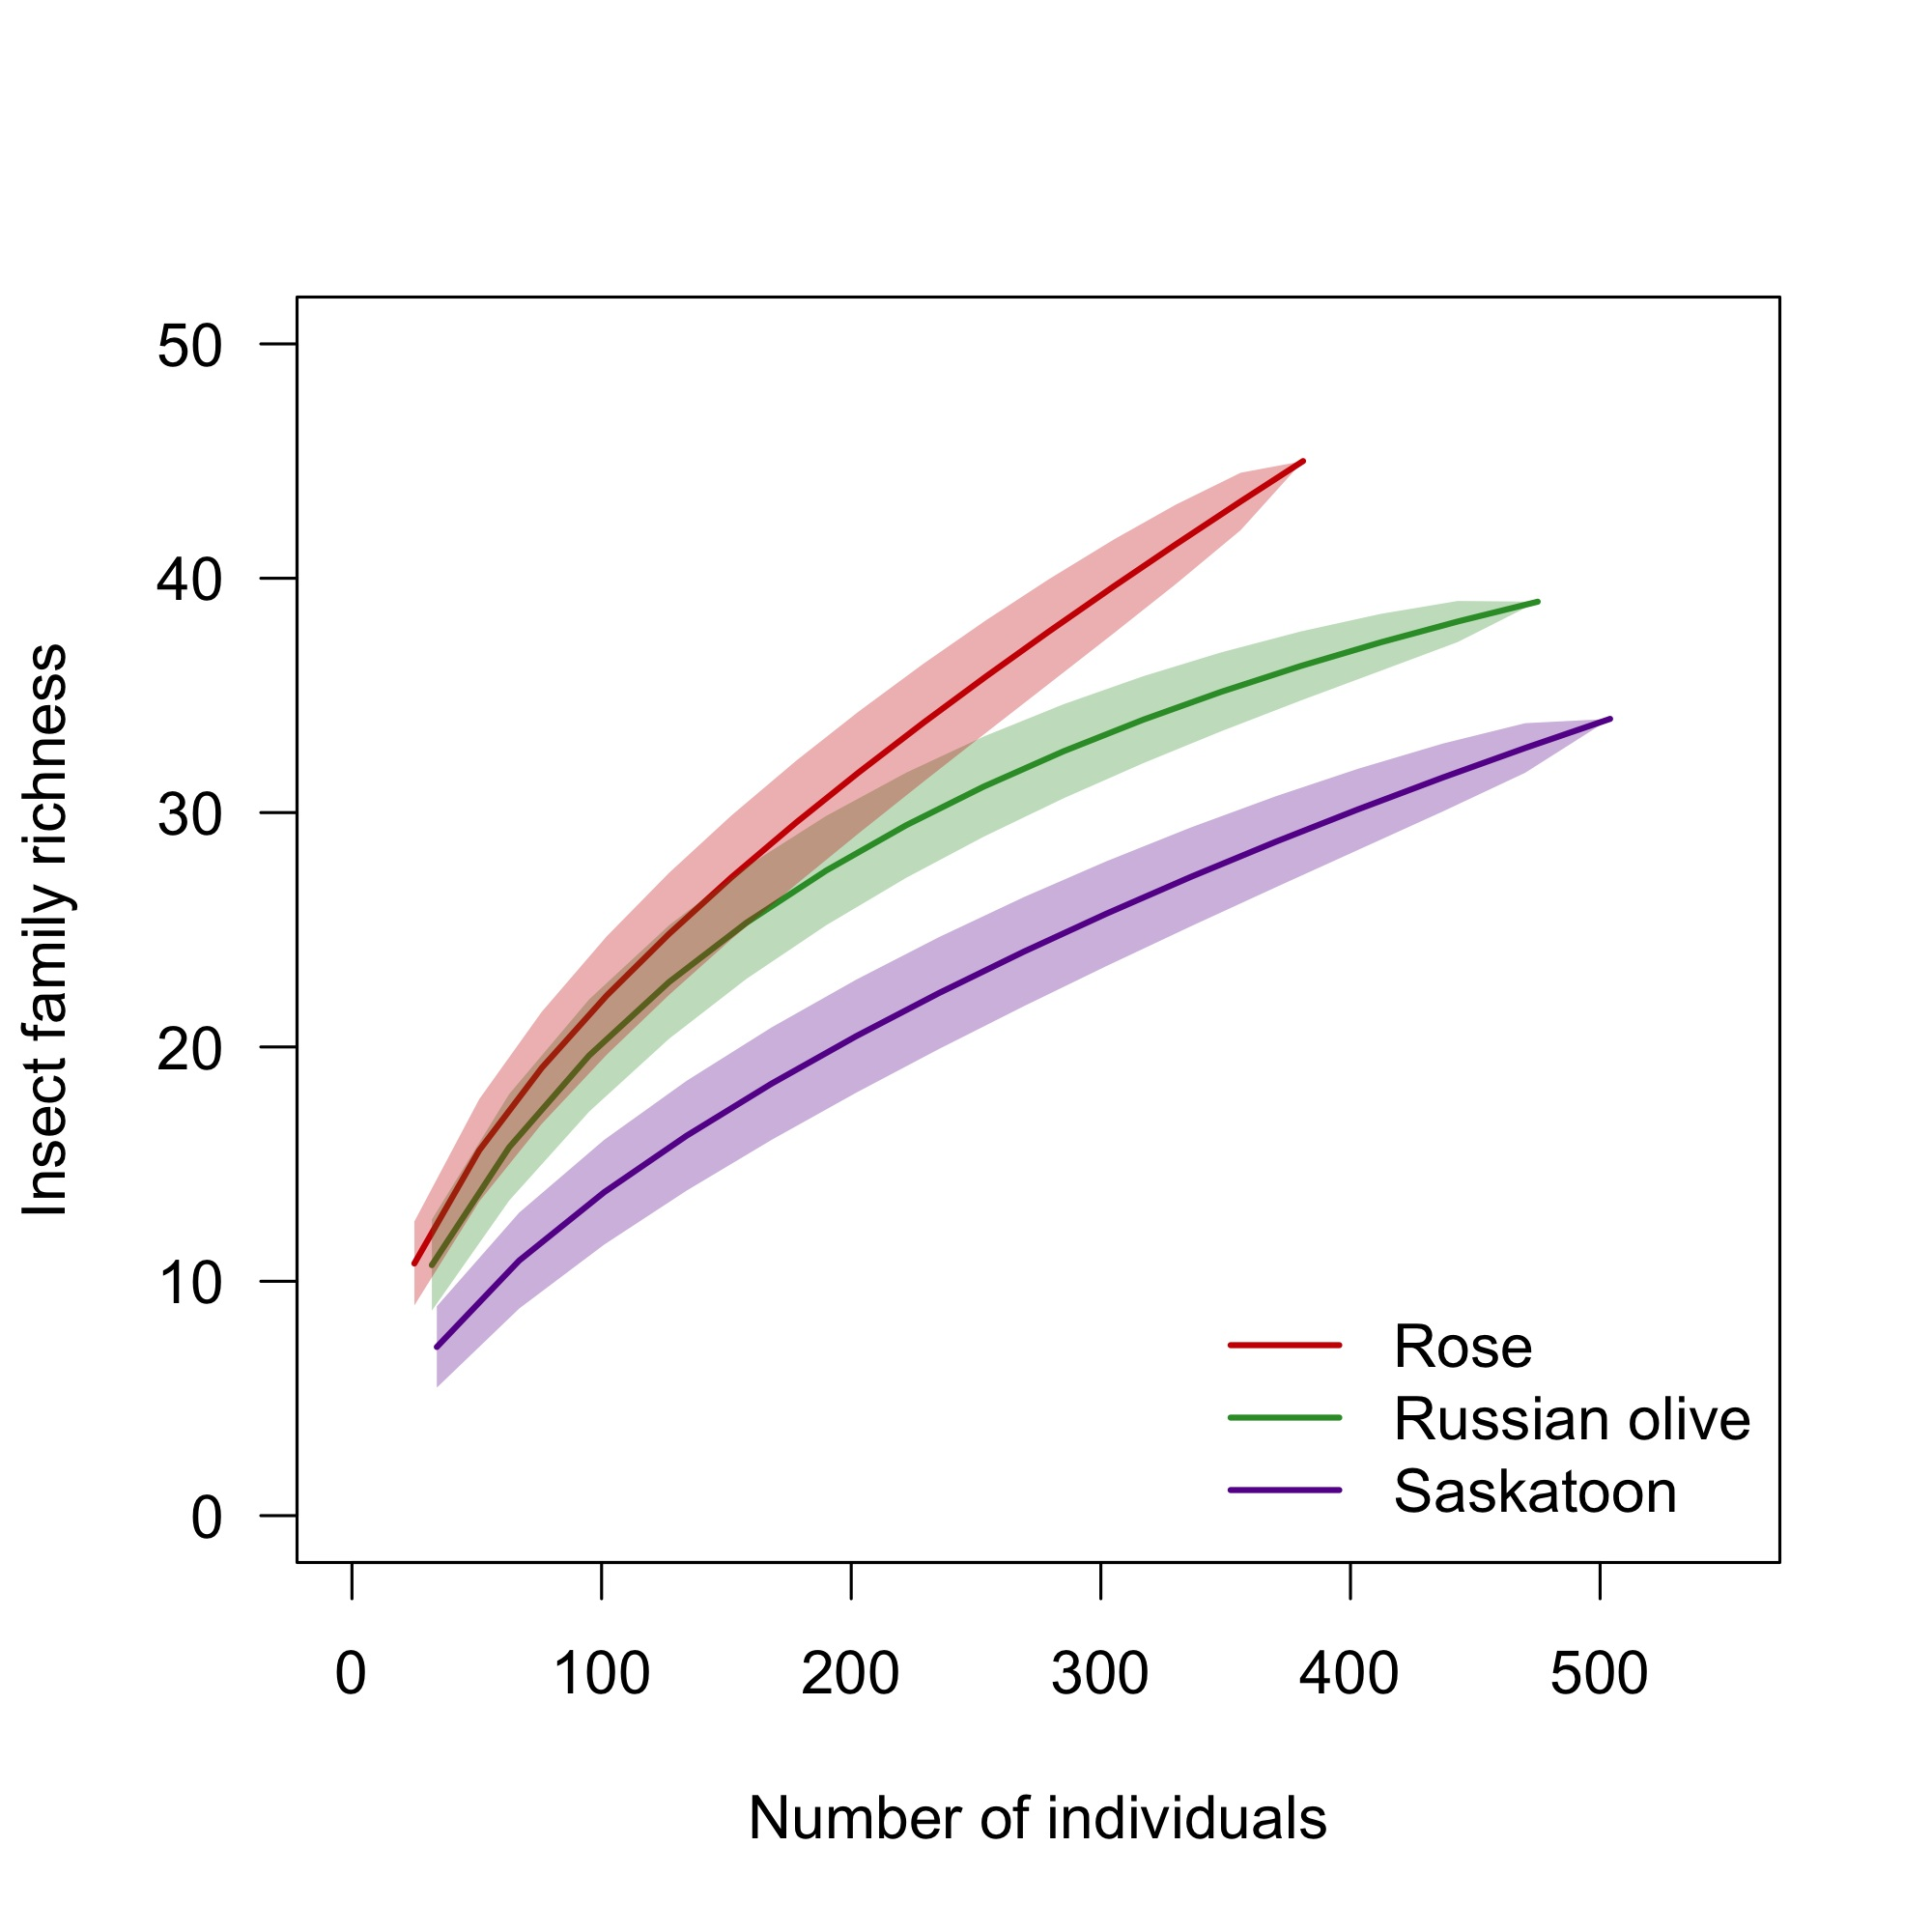 Insect family richness
50
40
30
20
10
0
Rose
Russian olive
Saskatoon
0 100 200 300 400 500
Number of individuals